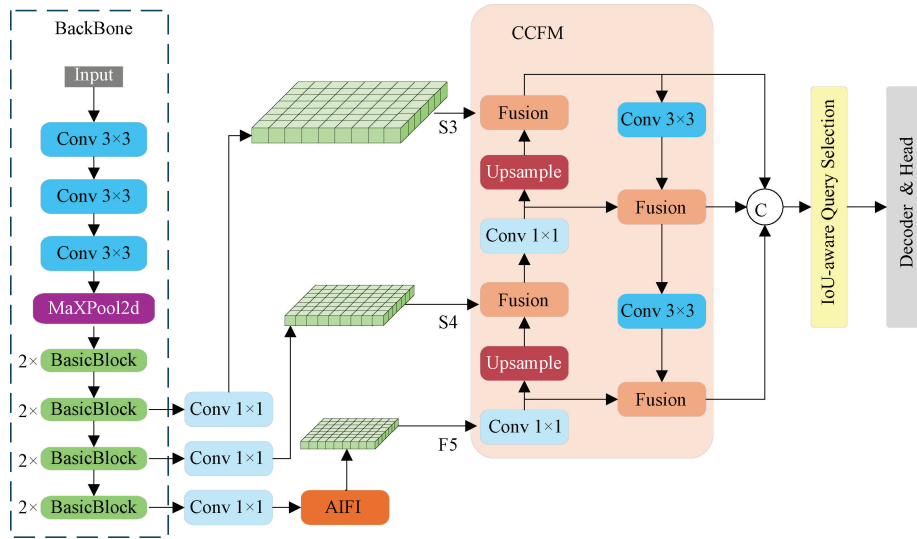 BackBone
Input
Conv 3×3
Conv 3×3
Conv 3×3
MaXPool2d
2× BasicBlock
2× BasicBlock
2× BasicBlock
2× BasicBlock
Conv 1×1
Conv 1×1
Conv 1×1
AIFI
S3
S4
F5
CCFM
Fusion
Upsample
Conv 1×1
Fusion
Upsample
Conv 1×1
Conv 3×3
Fusion
Conv 3×3
Fusion
C
IoU-aware Query Selection
Decoder & Head